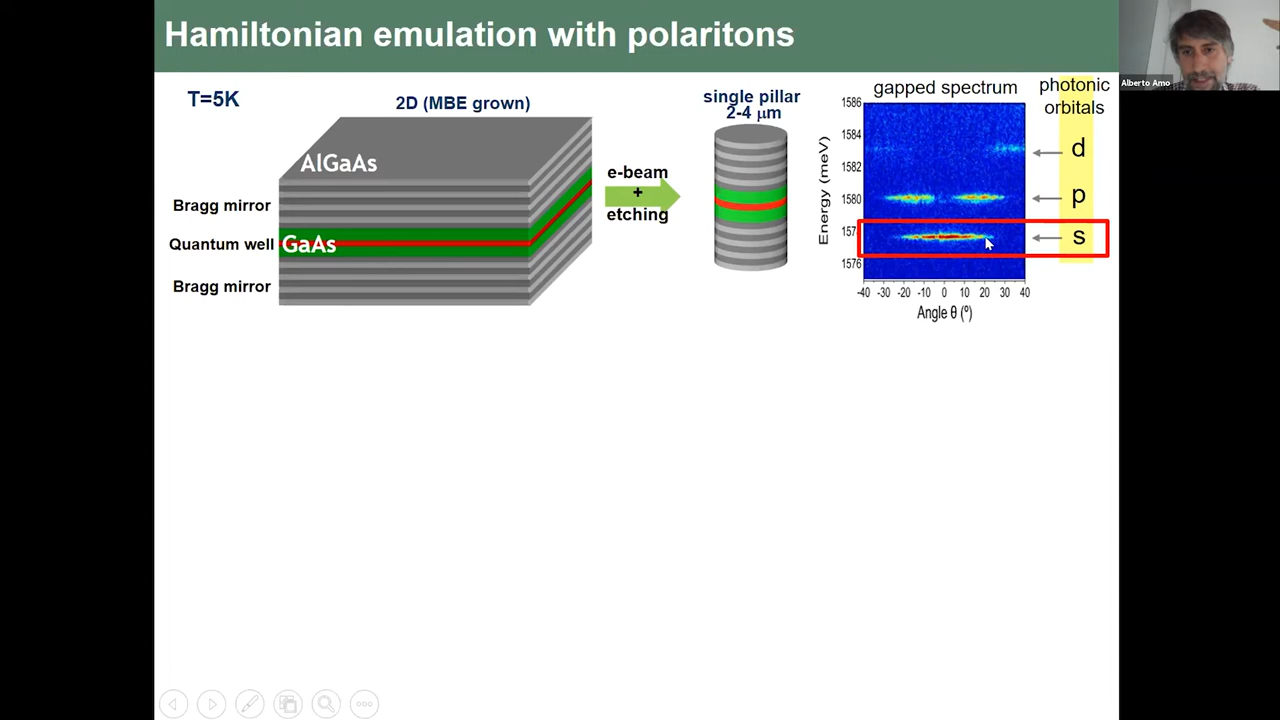 Hamiltonian emulation with polaritons
Alberto Amo
T=5K
2D (MBE grown)
AlGaAs
Bragg mirror
Quantum well
GaAs
Bragg mirror
e-beam
+
etching
single pillar
2-4 μm
gapped spectrum
photonic
orbitals
Energy (meV)
1586
1584
1582
1580
157
1576
-40 -30 -20 -10 0 10 20 30 40
Angle θ (º)
d
p
s